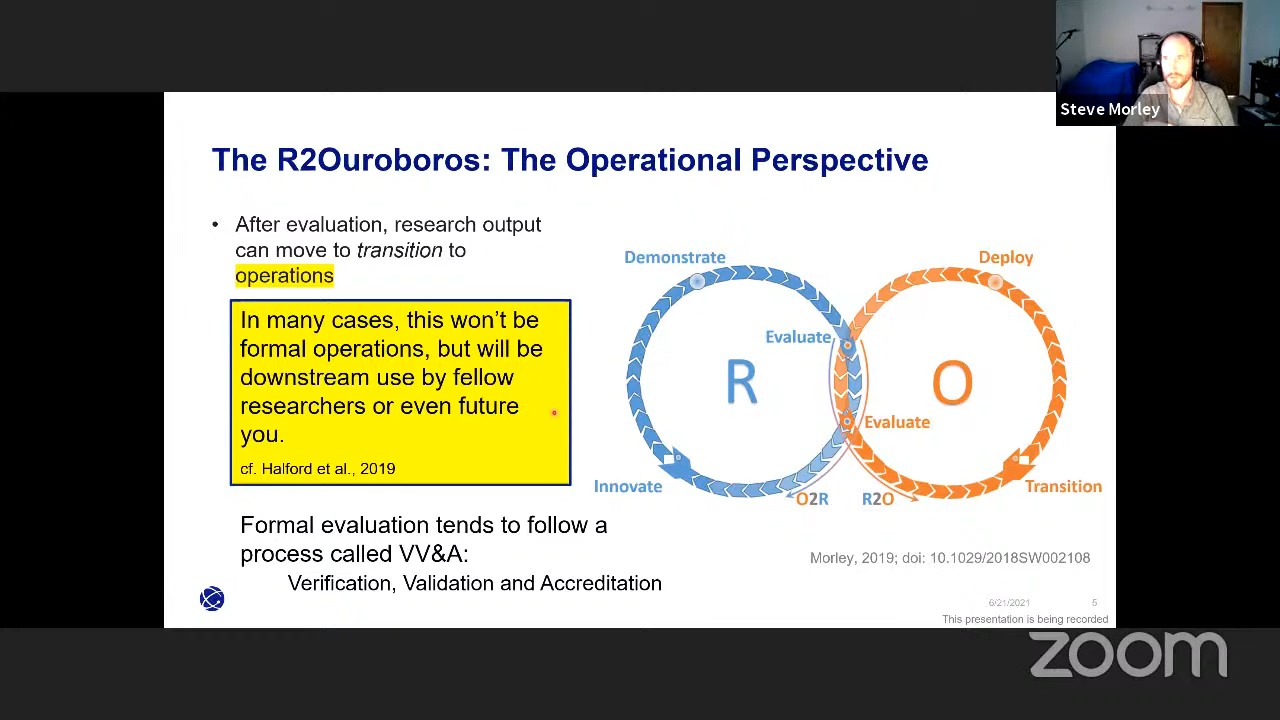 Steve Morley
The R2Ouroboros: The Operational Perspective
• After evaluation, research output
can move to transition to
operations
In many cases, this won't be
formal operations, but will be
downstream use by fellow
researchers or even future
you.
cf. Halford et al., 2019
Formal evaluation tends to follow a
process called VV&A:
Verification, Validation and Accreditation
Demonstrate
Deploy
Evaluate
R
O
Evaluate
Innovate
O2R
R2O
Transition
Morley, 2019; doi: 10.1029/2018SW002108
6/21/2021
5
This presentation is being recorded
zoom